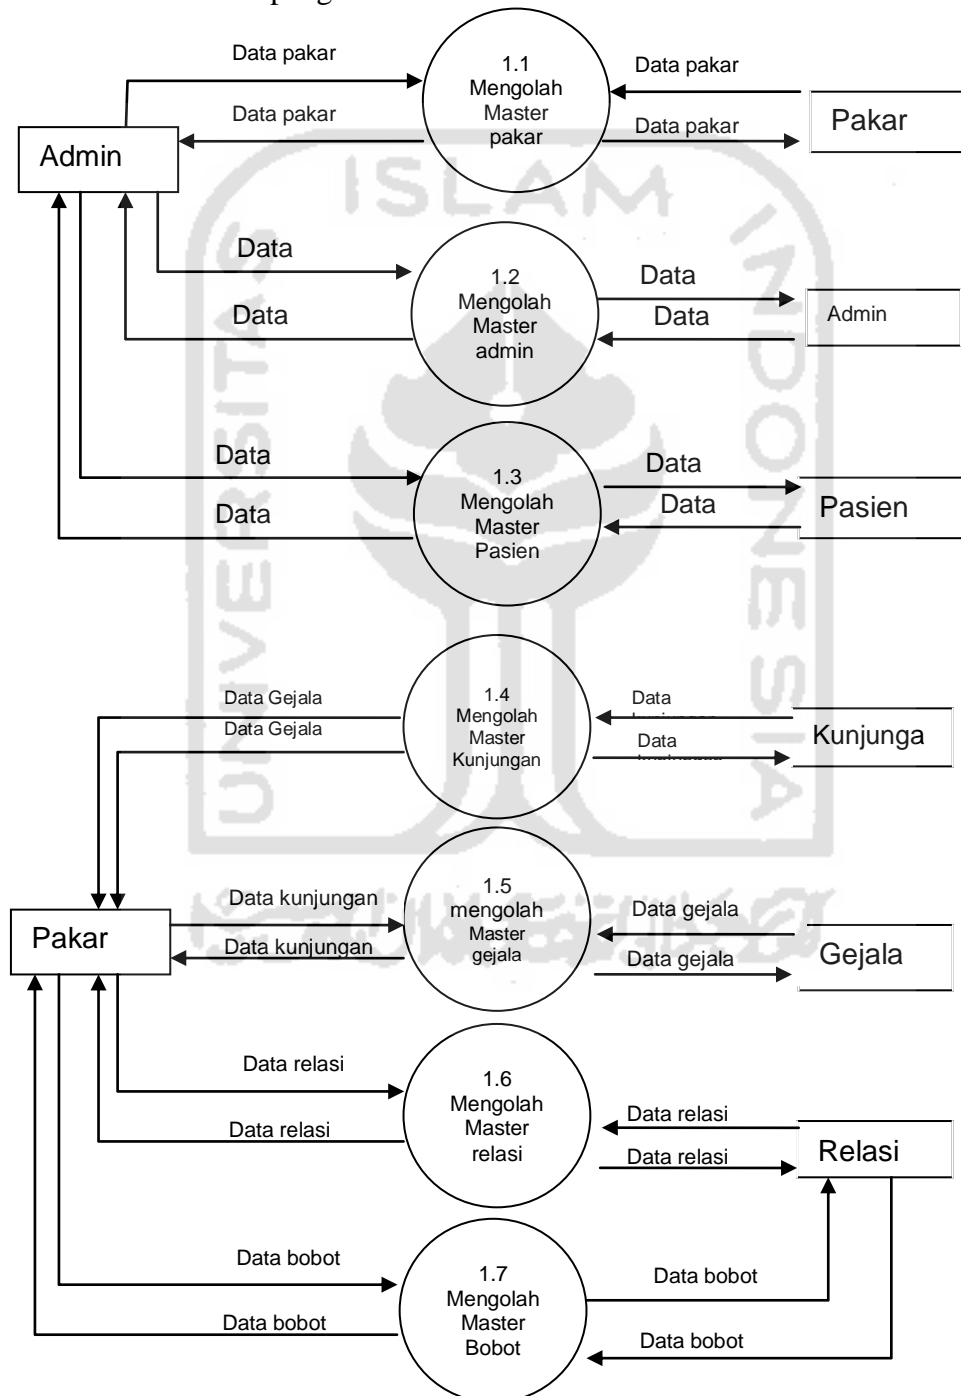 Data pakar
1.1
Mengolah
Master
pakar
Data pakar
Data pakar
Data pakar
Admin
Pakar
ISLAM
UNIVERSITAS
INDONESIA
Data
Data
1.2
Mengolah
Master
admin
Data
Data
Admin
Data
Data
1.3
Mengolah
Master
Pasien
Data
Data
Pasien
Data Gejala
Data Gejala
1.4
Mengolah
Master
Kunjungan
Data
Data
Kunjunga
Data kunjungan
Data kunjungan
1.5
mengolah
Master
gejala
Data gejala
Data gejala
Pakar
Gejala
Data relasi
Data relasi
1.6
Mengolah
Master
relasi
Data relasi
Data relasi
Relasi
Data bobot
Data bobot
1.7
Mengolah
Master
Bobot
Data bobot
Data bobot